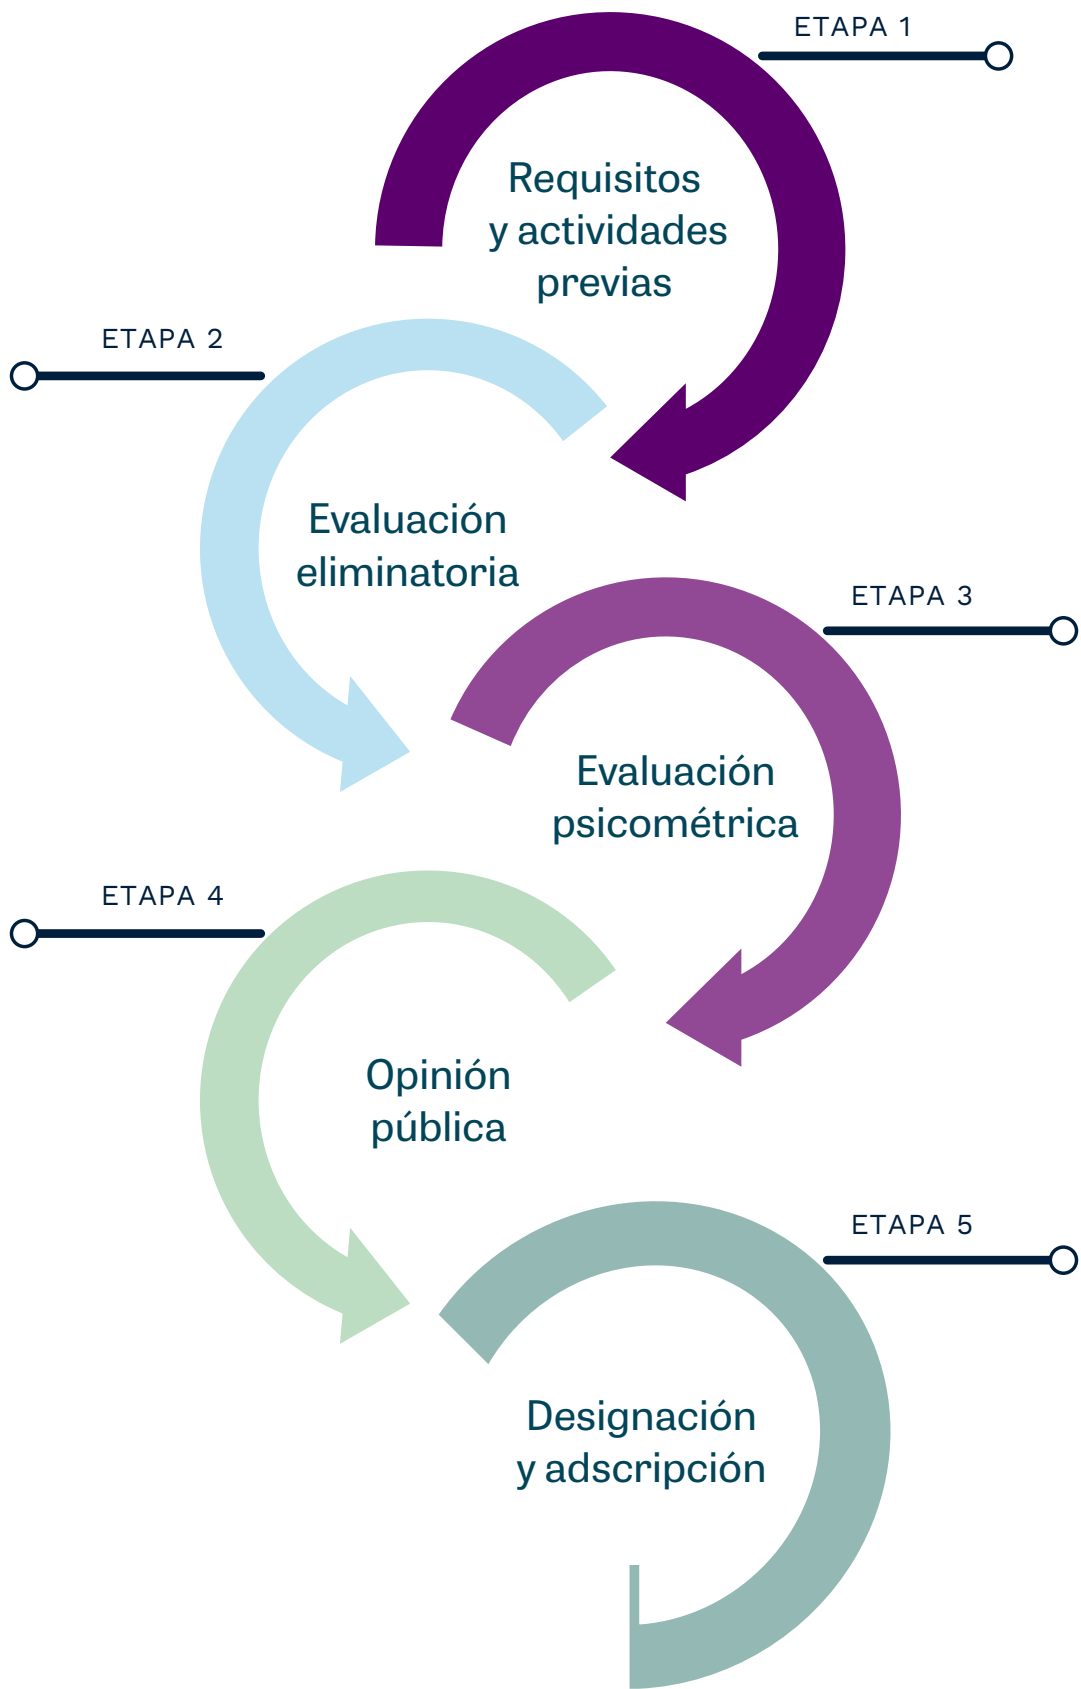 ETAPA 1
Requisitos
y actividades
previas
ETAPA 2
Evaluación
eliminatoria
ETAPA 3
Evaluación
psicométrica
ETAPA 4
Opinión
pública
ETAPA 5
Designación
y adscripción